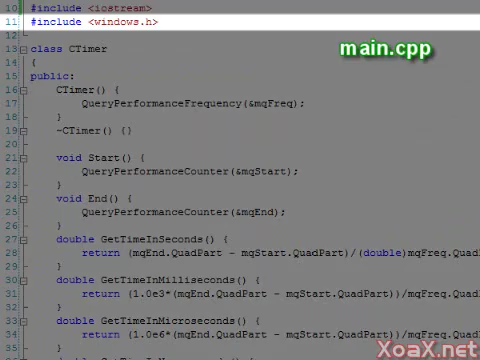 10 #include <iostream>
11 #include <windows.h>
12
main.cpp
13 class CTimer
14 {
15 public:
16 CTimer() {
17 QueryPerformanceFrequency(&mqFreq);
18 }
19 ~CTimer() {}
20
21 void Start() {
22 QueryPerformanceCounter(&mqStart);
23 }
24 void End() {
25 QueryPerformanceCounter(&mqEnd);
26 }
27 double GetTimeInSeconds() {
28 return (mqEnd.QuadPart - mqStart.QuadPart)/(double)mqFreq.Quad
29 }
30 double GetTimeInMilliseconds() {
31 return (1.0e3*(mqEnd.QuadPart - mqStart.QuadPart))/mqFreq.Quad
32 }
33 double GetTimeInMicroseconds() {
34 return (1.0e6*(mqEnd.QuadPart - mqStart.QuadPart))/mqFreq.Quad
35 }
XoaX.net